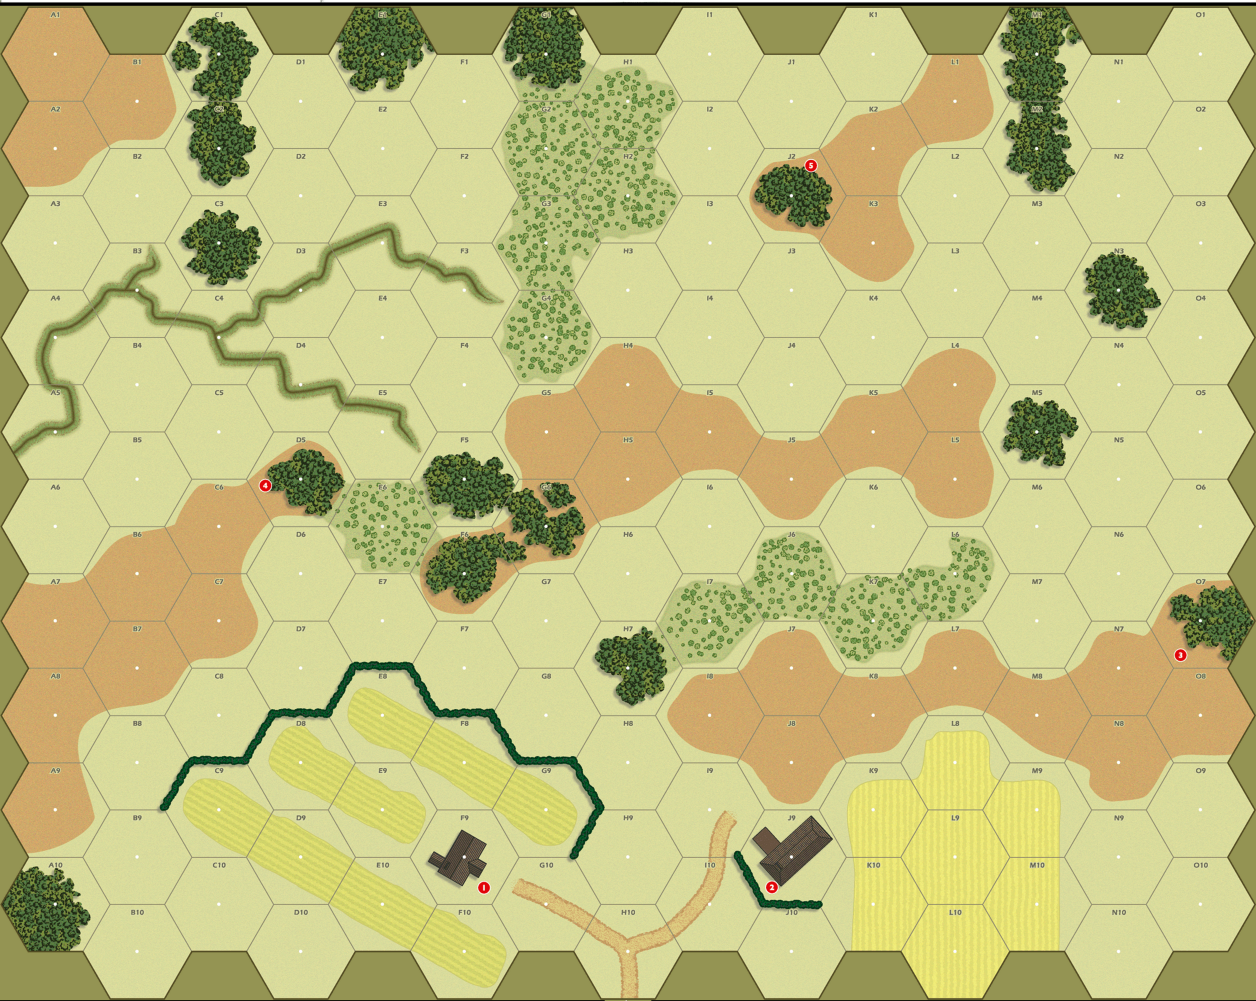 A1 C1 E1 G1 I1 K1 M1 O1
B1 D1 F1 H1 J1 L1 N1
A2 C2 E2 G2 I2 K2 M2 O2
B2 D2 F2 H2 J2 L2 N2
5
A3 C3 E3 G3 I3 K3 M3 O3
B3 D3 F3 H3 J3 L3 N3
A4 C4 E4 G4 I4 K4 M4 O4
B4 D4 F4 H4 J4 L4 N4
A5 C5 E5 G5 I5 K5 M5 O5
B5 D5 F5 H5 J5 L5 N5
4
A6 C6 E6 G6 I6 K6 M6 O6
B6 D6 F6 H6 J6 L6 N6
A7 C7 E7 G7 I7 K7 M7 O7
B7 D7 F7 H7 J7 L7 N7
3
A8 C8 E8 G8 I8 K8 M8 O8
B8 D8 F8 H8 J8 L8 N8
A9 C9 E9 G9 I9 K9 M9 O9
B9 D9 F9 H9 J9 L9 N9
A10 C10 E10 G10 I10 K10 M10 O10
1 2
B10 D10 F10 H10 J10 L10 N10